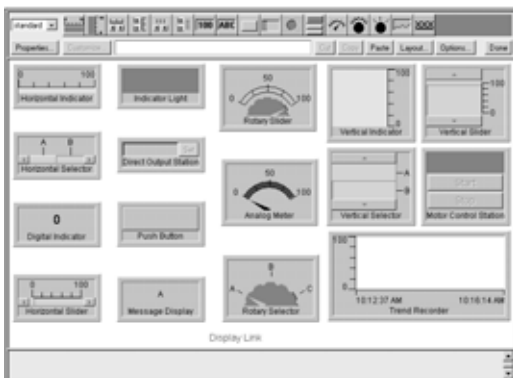 standard
100 ABC
Properties... Customize... Cut Copy Paste Layout... Options... Done
0 100
Horizontal Indicator
Indicator Light
0 50 100
Rotary Slider
100
0
Vertical Indicator
100
0
Vertical Slider
A B
Horizontal Selector
Set
Direct Output Station
0 50 100
Analog Meter
A
B
Vertical Selector
Start
Stop
Motor Control Station
0
Digital Indicator
Push Button
0 100
Horizontal Slider
A
Message Display
A B C
Rotary Selector
100
0
10:12:37 AM 10:16:14 AM
Trend Recorder
Display Link